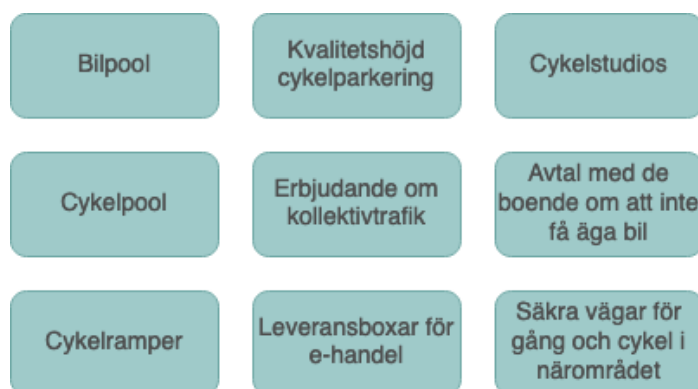 Bilpool
Kvalitetshöjd
cykelparkering
Cykelstudios
Cykelpool
Erbjudande om
kollektivtrafik
Avtal med de
boende om att inte
få äga bil
Cykelramper
Leveransboxar för
e-handel
Säkra vägar för
gång och cykel i
närområdet